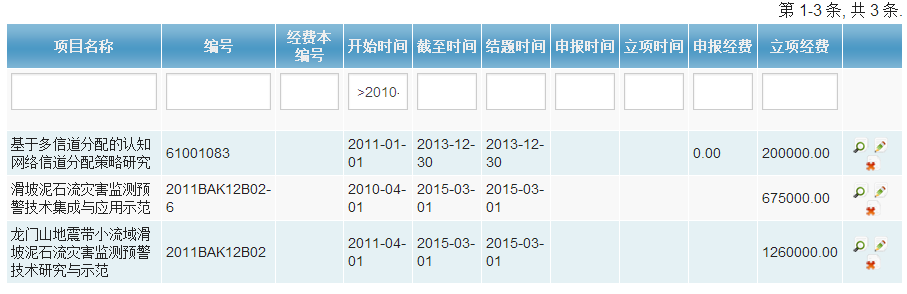 第 1-3 条, 共 3 条.
项目名称 编号 经费本 开始时间 截至时间 结题时间 申报时间 立项时间 申报经费 立项经费
编号
>2010-
基于多信道分配的认知 61001083 2011-01- 2013-12- 2013-12- 0.00 200000.00
网络信道分配策略研究 01 30 30
滑坡泥石流灾害监测预 2011BAK12B02- 2010-04- 2015-03- 2015-03- 675000.00
警技术集成与应用示范 6 01 01 01
龙门山地震带小流域滑
坡泥石流灾害监测预警 2011BAK12B02 2011-04- 2015-03- 2015-03- 1260000.00
技术研究与示范 01 01 01